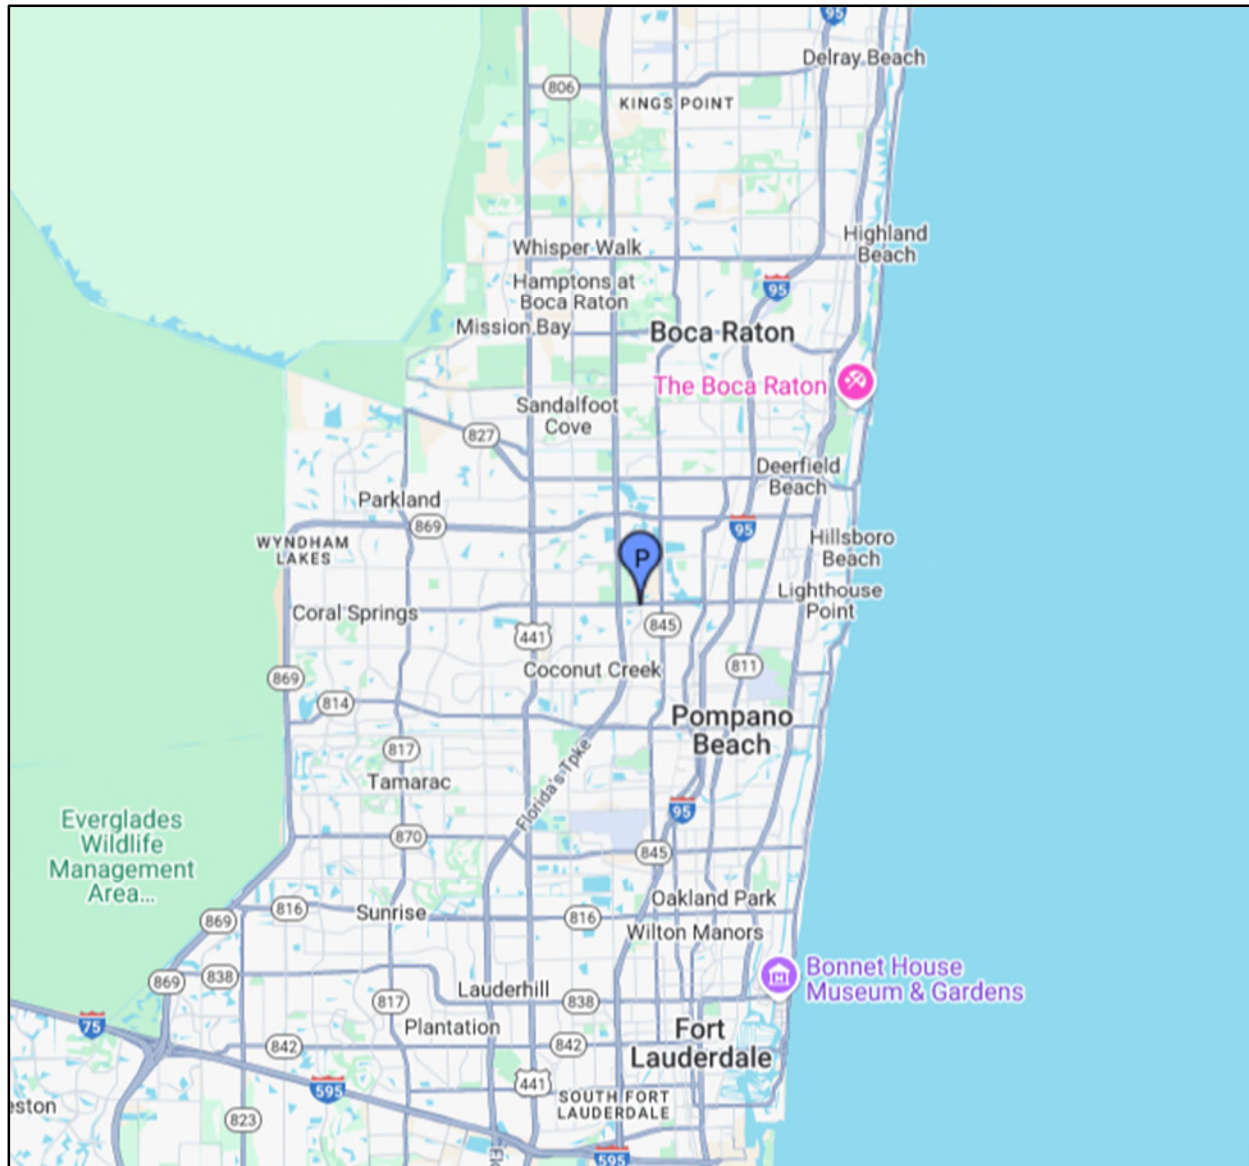 95
Delray Beach
806
KINGS POINT
Highland
Beach
Whisper Walk
Hamptons at
Boca Raton
95
Mission Bay
Boca Raton
The Boca Raton
Sandalfoot
Cove
827
Deerfield
Beach
Parkland
869
95
WYNDHAM
LAKES
Hillsboro
Beach
P
Lighthouse
Point
Coral Springs
845
441
Coconut Creek
811
869
814
Pompano
Beach
817
Florida's Tpke
Tamarac
95
Everglades
Wildlife
Management
Area...
870
845
Oakland Park
816
Sunrise
816
869
Wilton Manors
Bonnet House
Museum & Gardens
838
869
Lauderhill
838
817
75
Plantation
Fort
Lauderdale
842
842
441
595
SOUTH FORT
LAUDERDALE
eston
823
595